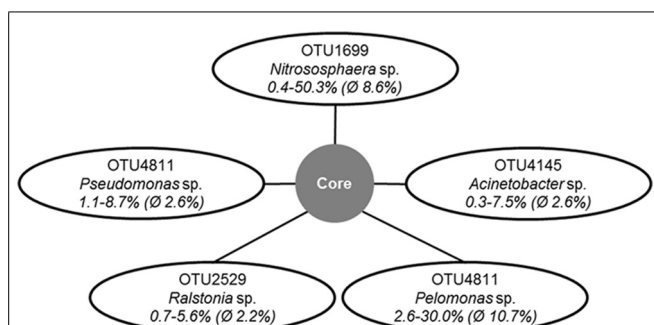 OTU1699
Nitrososphaera sp.
0.4-50.3% (Ø 8.6%)
OTU4811
Pseudomonas sp.
1.1-8.7% (Ø 2.6%)
Core
OTU4145
Acinetobacter sp.
0.3-7.5% (Ø 2.6%)
OTU2529
Ralstonia sp.
0.7-5.6% (Ø 2.2%)
OTU4811
Pelomonas sp.
2.6-30.0% (Ø 10.7%)